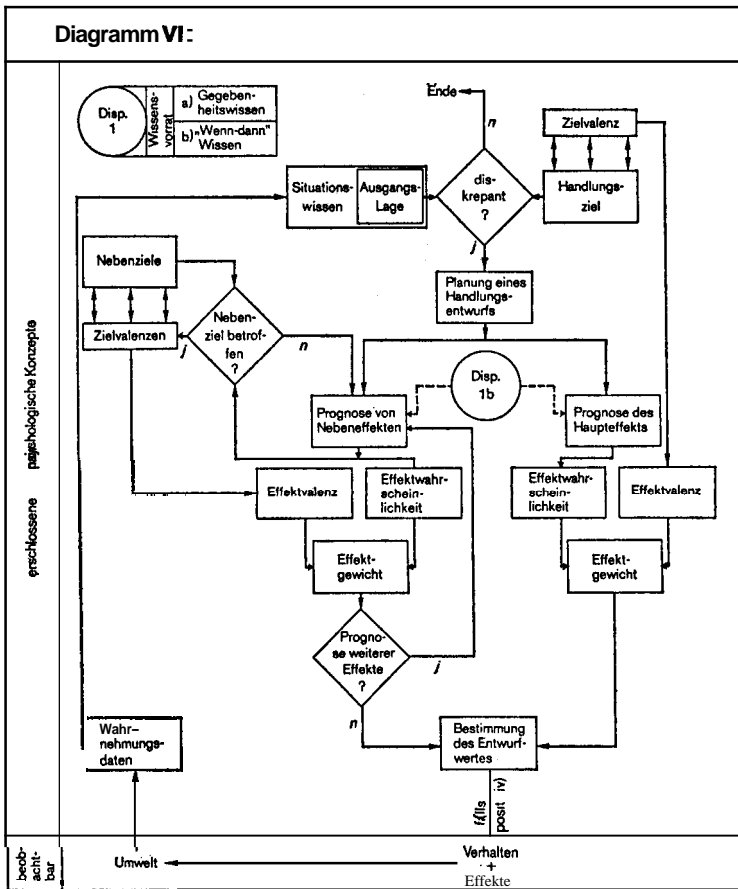 Diagramm VI:
Disp.
1
Wissens-
vorrat
a) Gegeben-
heitswissen
b) „Wenn-dann"
Wissen
Ende
n
Zielvalenz
Situations-
wissen
Ausgangs-
Lage
dis-
krepant
?
Handlungs-
ziel
j
Nebenziele
Planung eines
Handlungs-
entwurfs
Zielvalenzen
j
Neben-
ziel betrof-
fen
?
n
Disp.
1b
Prognose von
Nebeneffekten
Prognose des
Haupteffekts
Effektvalenz
Effektwahr-
schein-
lichkeit
Effektwahr-
schein-
lichkeit
Effektvalenz
Effekt-
gewicht
Effekt-
gewicht
Progno-
se weiterer
Effekte
?
j
n
Wahr-
nehmungs-
daten
Bestimmung
des Entwurf-
wertes
posit iv)
erschlossene
Konzepte
beob-
acht-
bar
Umwelt
Verhalten
+
Effekte